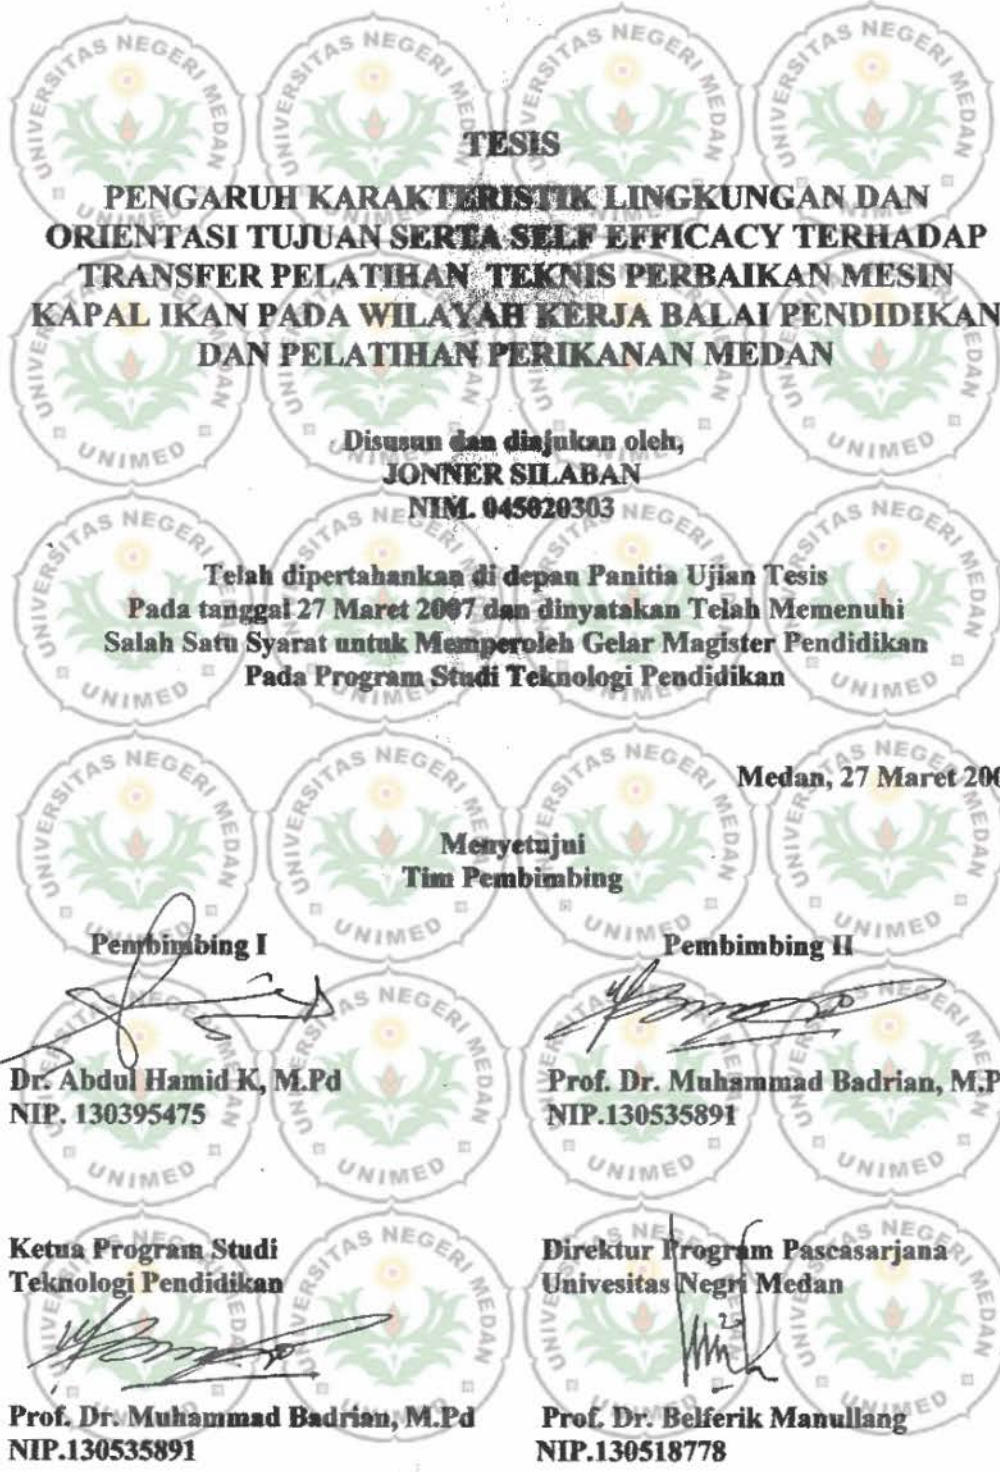 TESIS
PENGARUH KARAKTERISTIK LINGKUNGAN DAN
ORIENTASI TUJUAN SERTA SELF EFFICACY TERHADAP
TRANSFER PELATIHAN TEKNIS PERBAIKAN MESIN
KAPAL IKAN PADA WILAYAH KERJA BALAI PENDIDIKAN
DAN PELATIHAN PERIKANAN MEDAN
Disusun dan diajukan oleh,
JONNER SILABAN
NIM. 045020303
Telah dipertahankan di depan Panitia Ujian Tesis
Pada tanggal 27 Maret 2007 dan dinyatakan Telah Memenuhi
Salah Satu Syarat untuk Memperoleh Gelar Magister Pendidikan
Pada Program Studi Teknologi Pendidikan
Medan, 27 Maret 200
Menyetujui
Tim Pembimbing
Pembimbing I
Pembimbing II
Dr. Abdul Hamid K, M.Pd
NIP. 130395475
Prof. Dr. Muhammad Badrian, M.P
NIP.130535891
Ketua Program Studi
Teknologi Pendidikan
Direktur Program Pascasarjana
Univesitas Negri Medan
Prof. Dr. Muhammad Badrian, M.Pd
NIP.130535891
Prof. Dr. Belferik Manullang
NIP.130518778